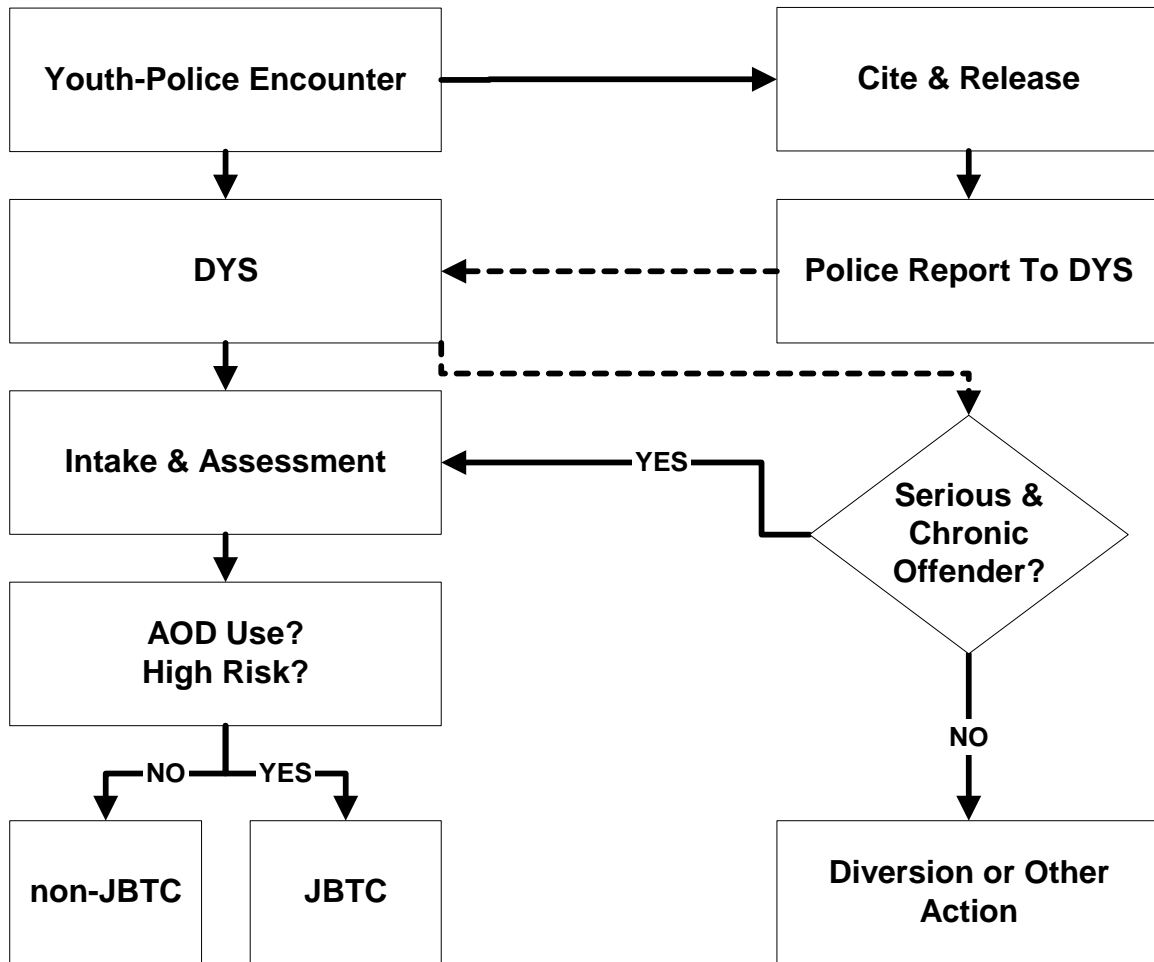 Youth-Police Encounter
Cite & Release
DYS
Police Report To DYS
Intake & Assessment
YES
Serious &
Chronic
Offender?
AOD Use?
High Risk?
NO
YES
NO
non-JBTC
JBTC
Diversion or Other
Action